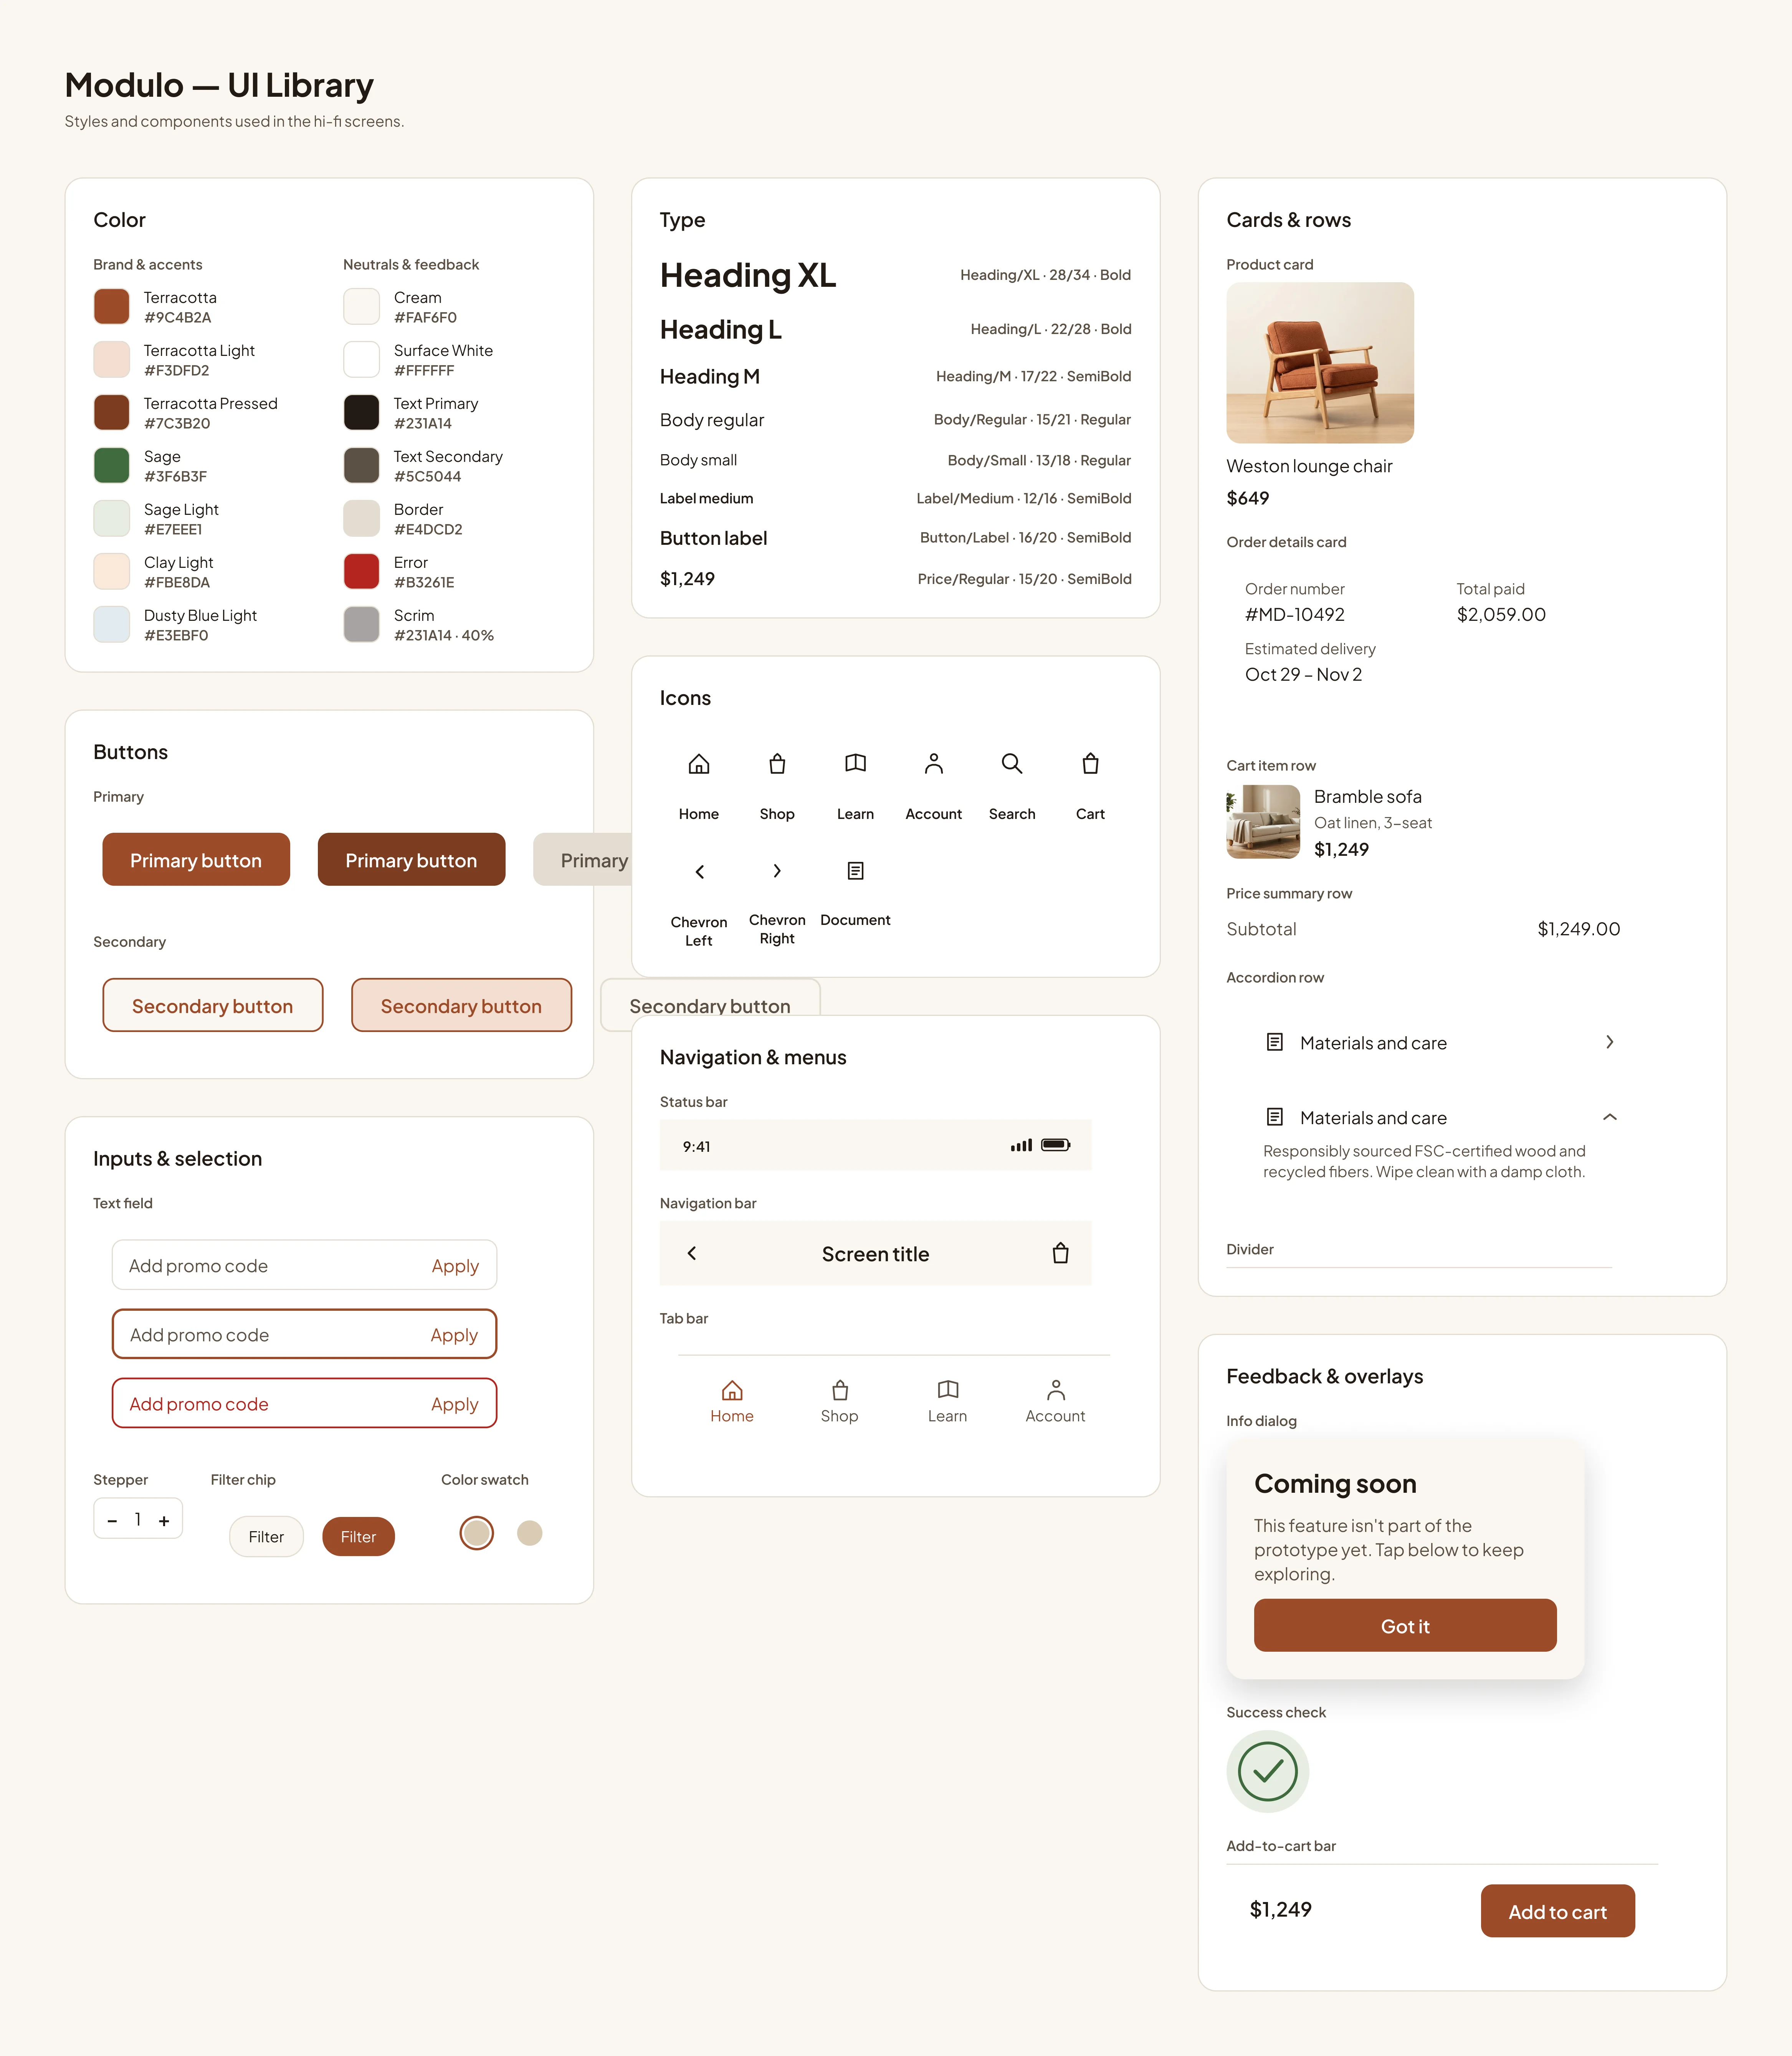 Modulo — UI Library
Styles and components used in the hi-fi screens.
Color
Brand & accents
Terracotta
#9C4B2A
Terracotta Light
#F3DFD2
Terracotta Pressed
#7C3B20
Sage
#3F6B3F
Sage Light
#E7EEE1
Clay Light
#FBE8DA
Dusty Blue Light
#E3EBF0
Neutrals & feedback
Cream
#FAF6F0
Surface White
#FFFFFF
Text Primary
#231A14
Text Secondary
#5C5044
Border
#E4DCD2
Error
#B3261E
Scrim
#231A14 · 40%
Buttons
Primary
Primary button
Primary button
Primary
Secondary
Secondary button
Secondary button
Secondary button
Inputs & selection
Text field
Add promo code Apply
Add promo code Apply
Add promo code Apply
Stepper
– 1 +
Filter chip
Filter
Filter
Color swatch
Type
Heading XL Heading/XL · 28/34 · Bold
Heading L Heading/L · 22/28 · Bold
Heading M Heading/M · 17/22 · SemiBold
Body regular Body/Regular · 15/21 · Regular
Body small Body/Small · 13/18 · Regular
Label medium Label/Medium · 12/16 · SemiBold
Button label Button/Label · 16/20 · SemiBold
$1,249 Price/Regular · 15/20 · SemiBold
Icons
Home
Shop
Learn
Account
Search
Cart
Chevron
Left
Chevron
Right
Document
Navigation & menus
Status bar
9:41
Navigation bar
Screen title
Tab bar
Home
Shop
Learn
Account
Cards & rows
Product card
Weston lounge chair
$649
Order details card
Order number
#MD-10492
Total paid
$2,059.00
Estimated delivery
Oct 29 – Nov 2
Cart item row
Bramble sofa
Oat linen, 3-seat
$1,249
Price summary row
Subtotal $1,249.00
Accordion row
Materials and care
Materials and care
Responsibly sourced FSC-certified wood and
recycled fibers. Wipe clean with a damp cloth.
Divider
Feedback & overlays
Info dialog
Coming soon
This feature isn't part of the
prototype yet. Tap below to keep
exploring.
Got it
Success check
Add-to-cart bar
$1,249
Add to cart